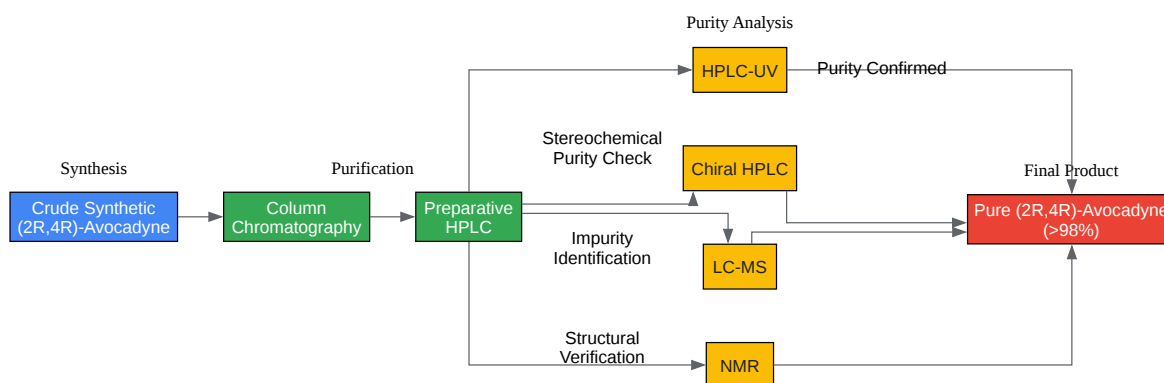 Purity Analysis
HPLC-UV
Purity Confirmed
Stereochemical
Purity Check
Chiral HPLC
Synthesis
Purification
Final Product
Crude Synthetic
(2R,4R)-Avocadyne
Column
Chromatography
Preparative
HPLC
Pure (2R,4R)-Avocadyne
(>98%)
Impurity
Identification
LC-MS
Structural
Verification
NMR